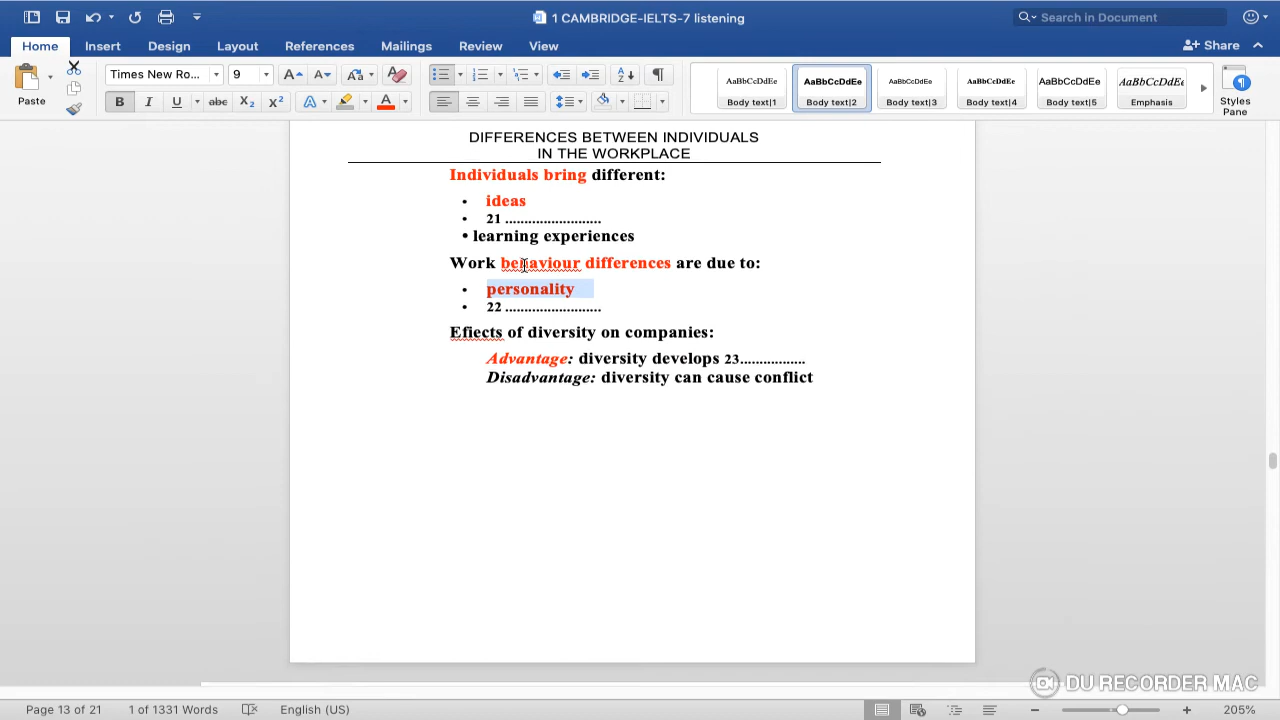 1 CAMBRIDGE-IELTS-7 listening
Search in Document
Home Insert Design Layout References Mailings Review View Share
Times New Ro... 9
Paste
B I U abc X2 X2 A A
AaBbCcDdEe AaBbCcDdEe AaBbCcDdEe AaBbCcDdEe AaBbCcDdEe AaBbCcDdEe
Body text|1 Body text|2 Body text|3 Body text|4 Body text|5 Emphasis
Styles
Pane
DIFFERENCES BETWEEN INDIVIDUALS
IN THE WORKPLACE
Individuals bring different:
• ideas
• 21 .........................
• learning experiences
Work behaviour differences are due to:
• personality
• 22 .........................
Efiects of diversity on companies:
Advantage: diversity develops 23.................
Disadvantage: diversity can cause conflict
DU RECORDER MAC
Page 13 of 21 1 of 1331 Words English (US) 205%